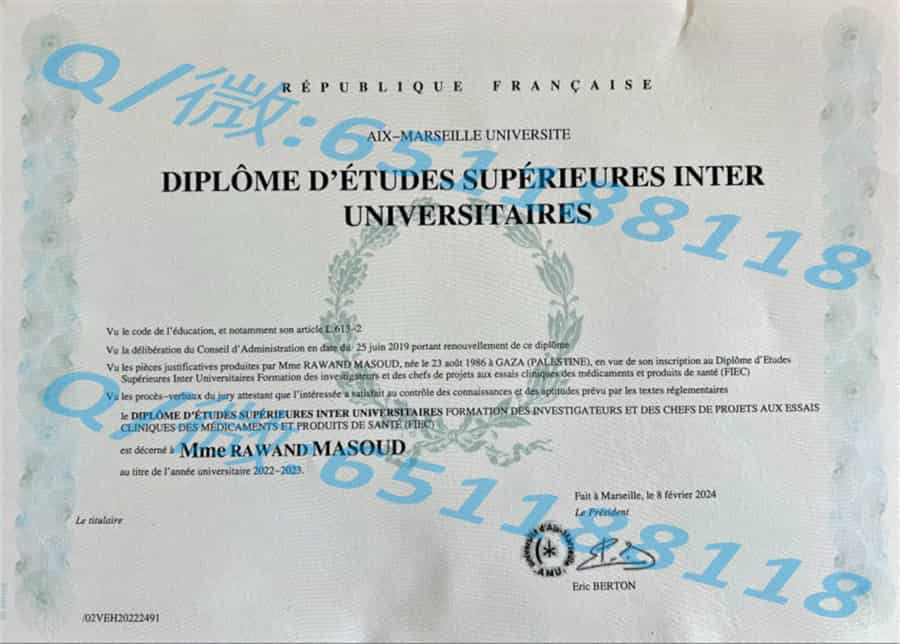 Q/微:651188118
RÉPUBLIQUE FRANÇAISE
AIX-MARSEILLE UNIVERSITE
DIPLÔME D'ÉTUDES SUPÉRIEURES INTER
UNIVERSITAIRES
Vu le code de l'éducation, et notamment son article L.613-2
Vu la délibération du Conseil d'Administration en date du 25 juin 2019 portant renouvellement de ce diplôme
Vu les pièces justificatives produites par Mme RAWAND MASOUD, née le 23 août 1986 à GAZA (PALESTINE), en vue de son inscription au Diplôme d'Etudes
Supérieures Inter Universitaires Formation des investigateurs et des chefs de projets aux essais cliniques des médicaments et produits de santé (FIEC)
Vu les procès-verbaux du jury attestant que l'intéressée a satisfait au contrôle des connaissances et des aptitudes prévu par les textes réglementaires
le DIPLÔME D'ÉTUDES SUPÉRIEURES INTER UNIVERSITAIRES FORMATION DES INVESTIGATEURS ET DES CHEFS DE PROJETS AUX ESSAIS
CLINIQUES DES MÉDICAMENTS ET PRODUITS DE SANTÉ (FIEC)
est décerné à Mme RAWAND MASOUD
au titre de l'année universitaire 2022-2023.
Q/微:651188118
Fait à Marseille, le 8 février 2024
Le titulaire
Le Président
Université d'Aix-Marseille
AMU
Eric BERTON
/02VEH20222491